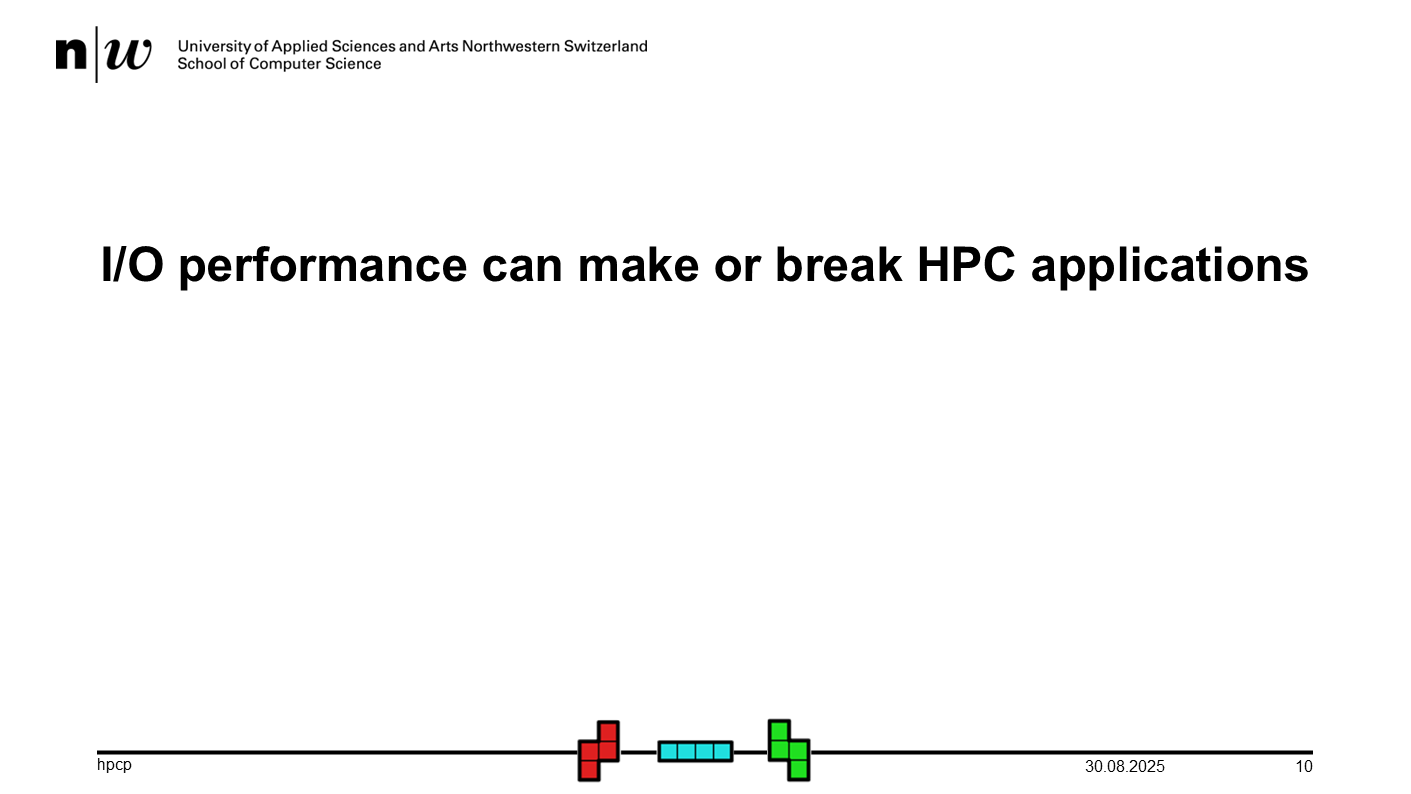 n|w
University of Applied Sciences and Arts Northwestern Switzerland
School of Computer Science
I/O performance can make or break HPC applications
hpcp
30.08.2025
10